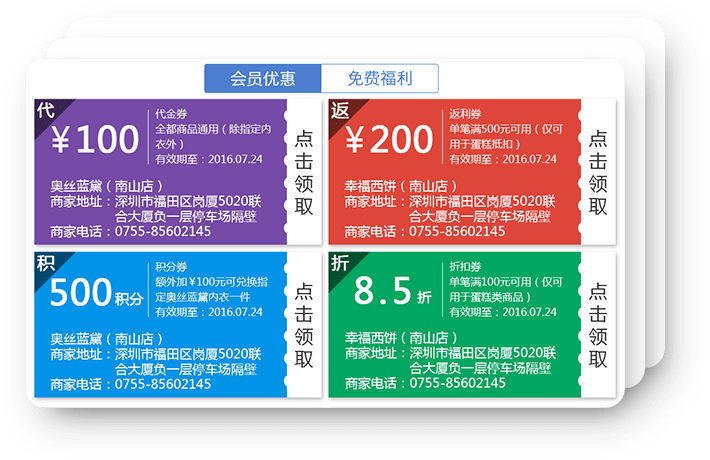 会员优惠 免费福利
代
¥100
代金券
全部商品通用（除指定内
衣外）
有效期至：2016.07.24
奥丝蓝黛（南山店）
商家地址：深圳市福田区岗厦5020联
合大厦负一层停车场隔壁
商家电话：0755-85602145
点击领取
返
¥200
返利券
单笔满500元可用（仅可
用于蛋糕抵扣）
有效期至：2016.07.24
幸福西饼（南山店）
商家地址：深圳市福田区岗厦5020联
合大厦负一层停车场隔壁
商家电话：0755-85602145
点击领取
积
500积分
积分券
额外加¥100元可兑换指
定奥丝蓝黛内衣一件
有效期至：2016.07.24
奥丝蓝黛（南山店）
商家地址：深圳市福田区岗厦5020联
合大厦负一层停车场隔壁
商家电话：0755-85602145
点击领取
折
8.5折
折扣券
单笔满100元可用（仅可
用于蛋糕类商品）
有效期至：2016.07.24
幸福西饼（南山店）
商家地址：深圳市福田区岗厦5020联
合大厦负一层停车场隔壁
商家电话：0755-85602145
点击领取